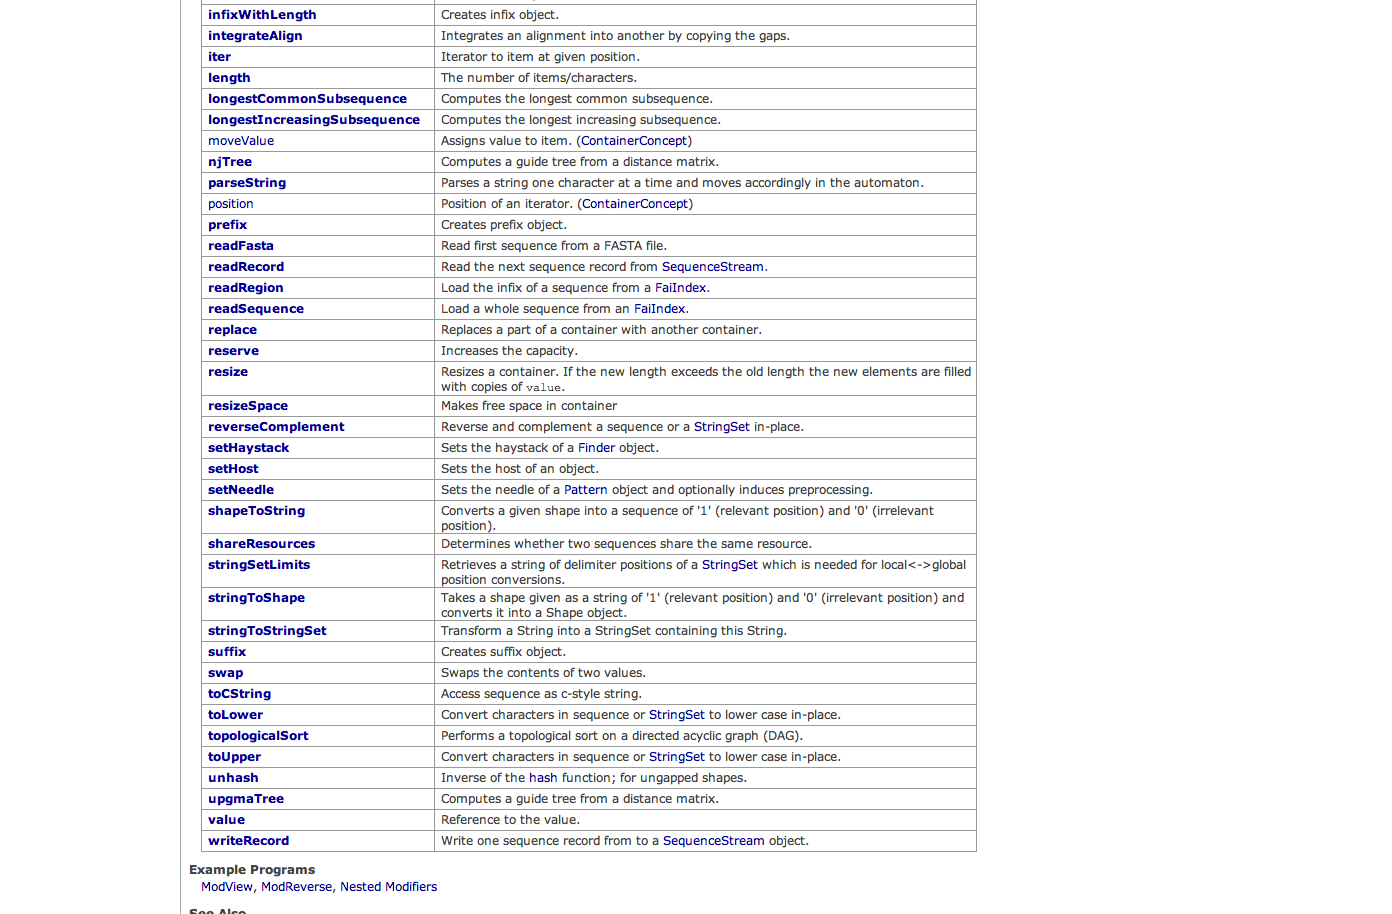 infixWithLength Creates infix object.
integrateAlign Integrates an alignment into another by copying the gaps.
iter Iterator to item at given position.
length The number of items/characters.
longestCommonSubsequence Computes the longest common subsequence.
longestIncreasingSubsequence Computes the longest increasing subsequence.
moveValue Assigns value to item. (ContainerConcept)
njTree Computes a guide tree from a distance matrix.
parseString Parses a string one character at a time and moves accordingly in the automaton.
position Position of an iterator. (ContainerConcept)
prefix Creates prefix object.
readFasta Read first sequence from a FASTA file.
readRecord Read the next sequence record from SequenceStream.
readRegion Load the infix of a sequence from a FaiIndex.
readSequence Load a whole sequence from an FaiIndex.
replace Replaces a part of a container with another container.
reserve Increases the capacity.
resize Resizes a container. If the new length exceeds the old length the new elements are filled
with copies of value.
resizeSpace Makes free space in container
reverseComplement Reverse and complement a sequence or a StringSet in-place.
setHaystack Sets the haystack of a Finder object.
setHost Sets the host of an object.
setNeedle Sets the needle of a Pattern object and optionally induces preprocessing.
shapeToString Converts a given shape into a sequence of '1' (relevant position) and '0' (irrelevant
position).
shareResources Determines whether two sequences share the same resource.
stringSetLimits Retrieves a string of delimiter positions of a StringSet which is needed for local<->global
position conversions.
stringToShape Takes a shape given as a string of '1' (relevant position) and '0' (irrelevant position) and
converts it into a Shape object.
stringToStringSet Transform a String into a StringSet containing this String.
suffix Creates suffix object.
swap Swaps the contents of two values.
toCString Access sequence as c-style string.
toLower Convert characters in sequence or StringSet to lower case in-place.
topologicalSort Performs a topological sort on a directed acyclic graph (DAG).
toUpper Convert characters in sequence or StringSet to lower case in-place.
unhash Inverse of the hash function; for ungapped shapes.
upgmaTree Computes a guide tree from a distance matrix.
value Reference to the value.
writeRecord Write one sequence record from to a SequenceStream object.
Example Programs
ModView, ModReverse, Nested Modifiers
See Also